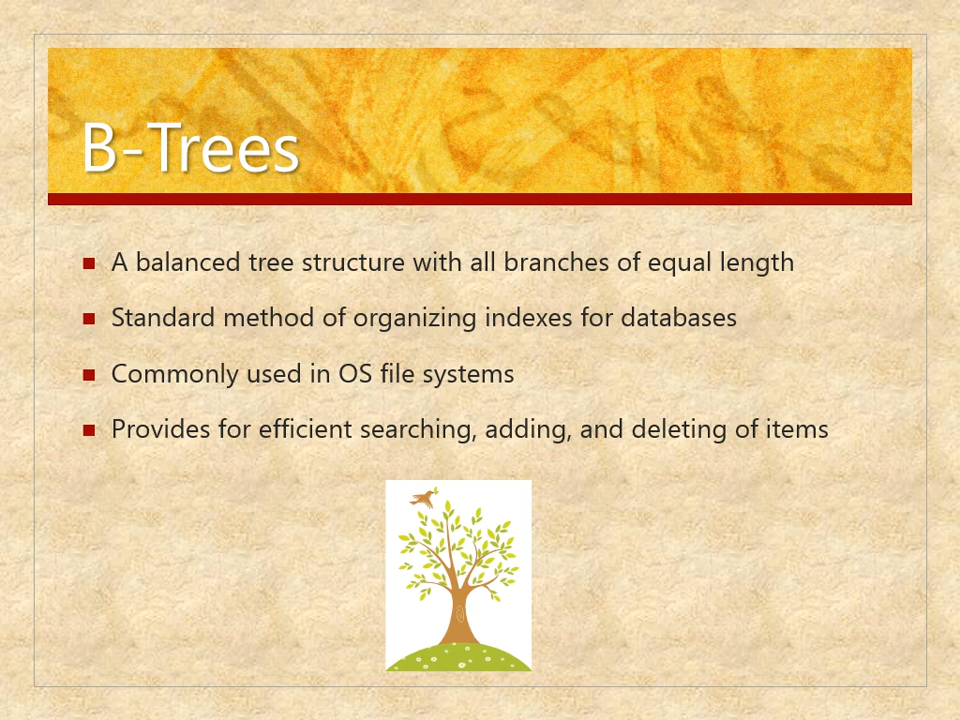 B-Trees
A balanced tree structure with all branches of equal length
Standard method of organizing indexes for databases
Commonly used in OS file systems
Provides for efficient searching, adding, and deleting of items